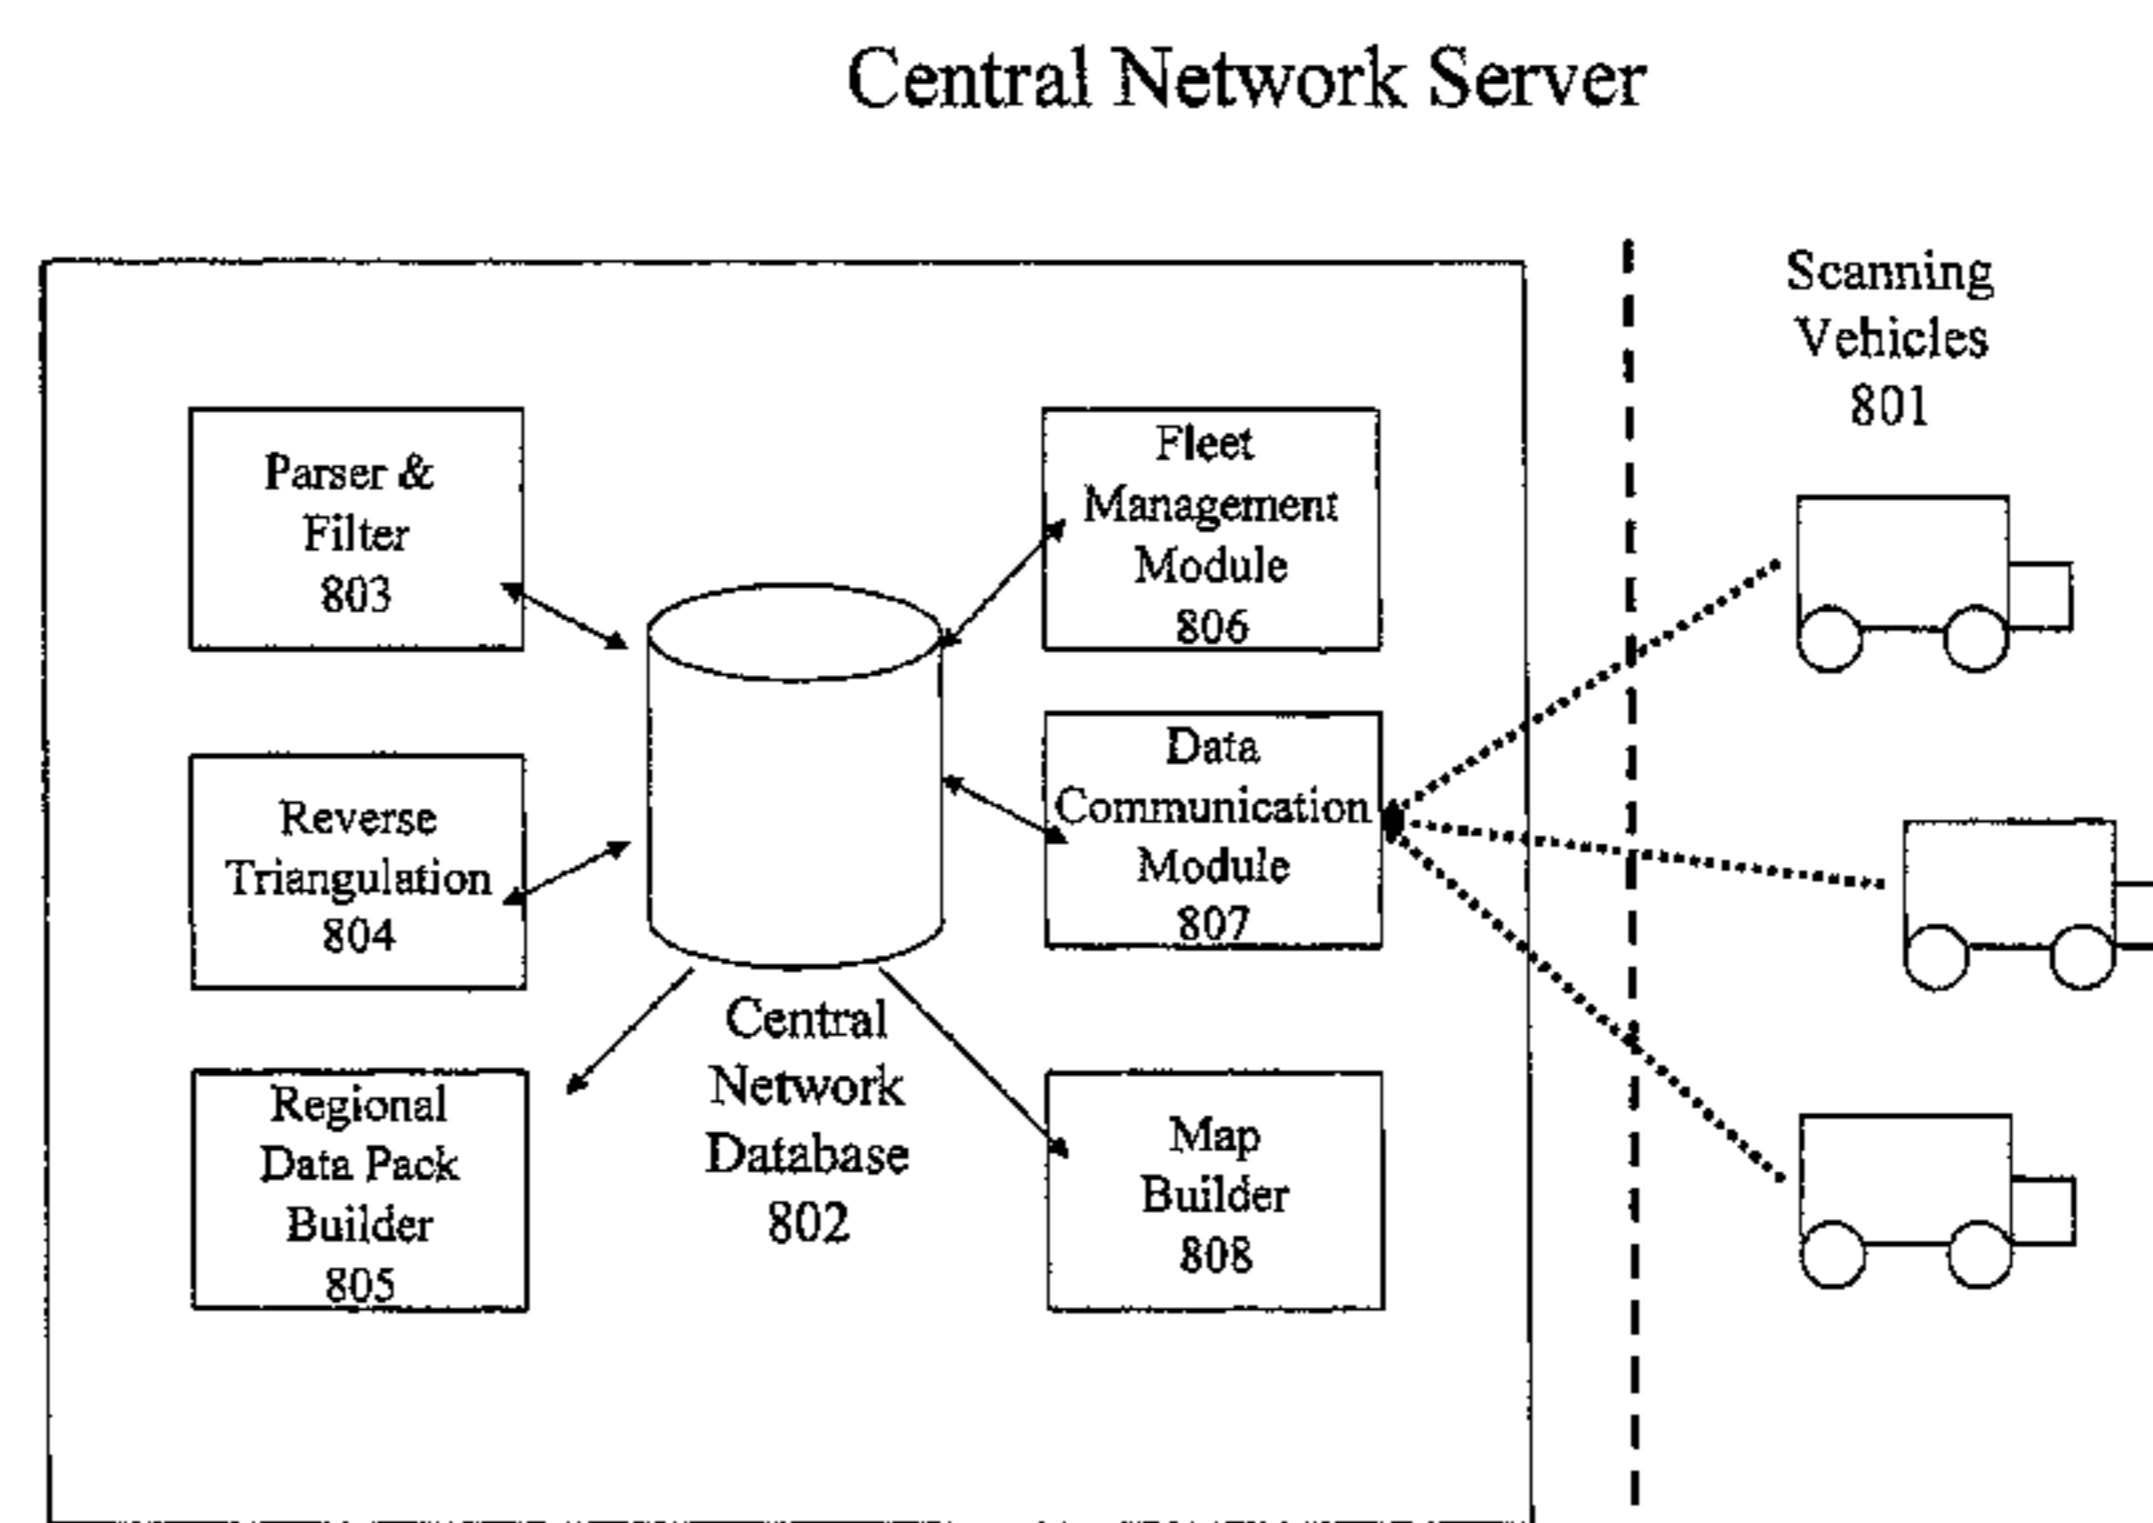 Central Network Server
Scanning
Vehicles
801
Parser &
Filter
803
Fleet
Management
Module
806
Reverse
Triangulation
804
Data
Communication
Module
807
Regional
Data Pack
Builder
805
Central
Network
Database
802
Map
Builder
808